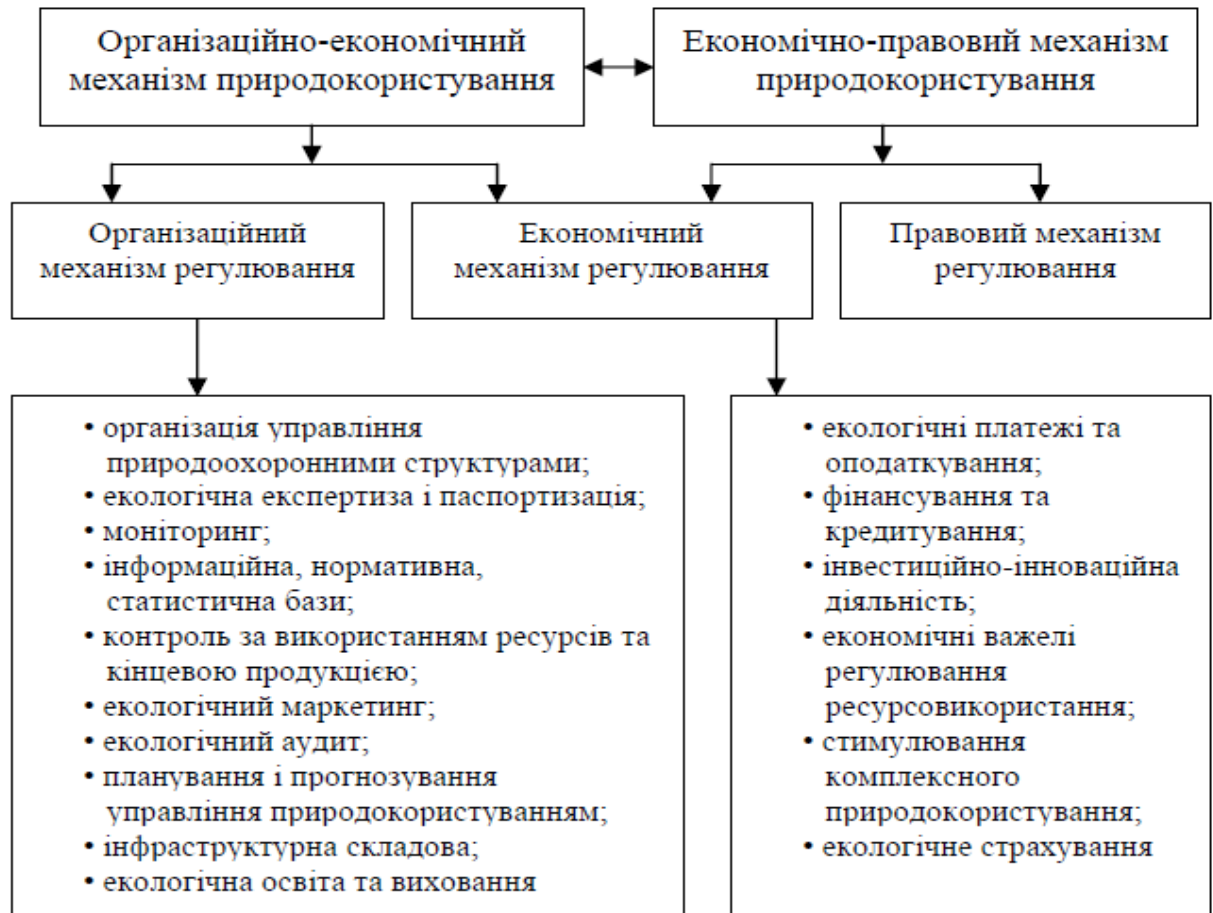 Організаційно-економічний
механізм природокористування
Економічно-правовий механізм
природокористування
Організаційний
механізм регулювання
Економічний
механізм регулювання
Правовий механізм
регулювання
• організація управління
природоохоронними структурами;
• екологічна експертиза і паспортизація;
• моніторинг;
• інформаційна, нормативна,
статистична бази;
• контроль за використанням ресурсів та
кінцевою продукцією;
• екологічний маркетинг;
• екологічний аудит;
• планування і прогнозування
управління природокористуванням;
• інфраструктурна складова;
• екологічна освіта та виховання
• екологічні платежі та
оподаткування;
• фінансування та
кредитування;
• інвестиційно-інноваційна
діяльність;
• економічні важелі
регулювання
ресурсовикористання;
• стимулювання
комплексного
природокористування;
• екологічне страхування